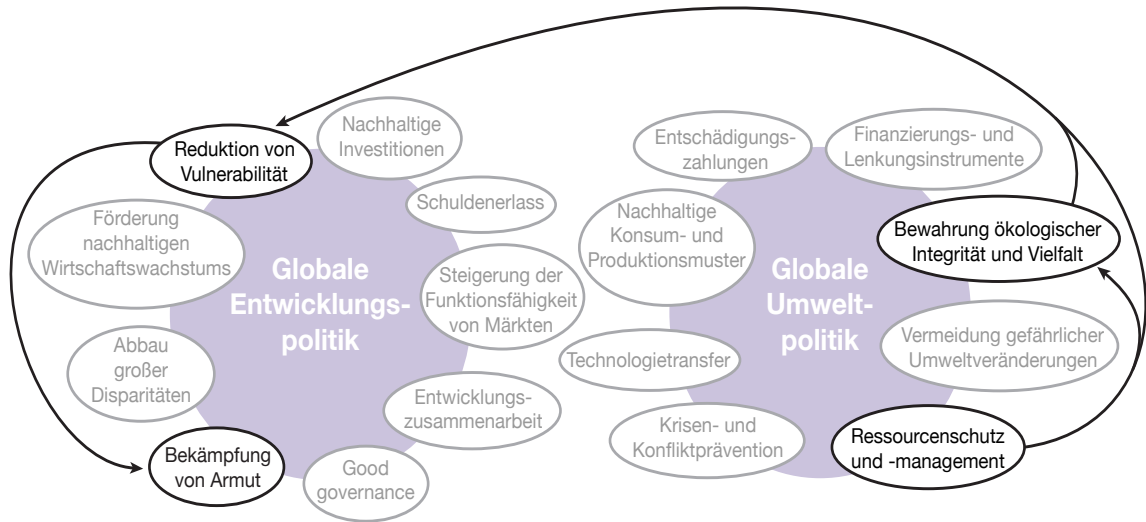 Reduktion von
Vulnerabilität
Nachhaltige
Investitionen
Schuldenerlass
Förderung
nachhaltigen
Wirtschaftswachstums
Globale
Entwicklungs-
politik
Steigerung der
Funktionsfähigkeit
von Märkten
Abbau
großer
Disparitäten
Entwicklungs-
zusammenarbeit
Bekämpfung
von Armut
Good
governance
Entschädigungs-
zahlungen
Finanzierungs- und
Lenkungsinstrumente
Nachhaltige
Konsum- und
Produktionsmuster
Bewahrung ökologischer
Integrität und Vielfalt
Globale
Umwelt-
politik
Technologietransfer
Vermeidung gefährlicher
Umweltveränderungen
Krisen- und
Konfliktprävention
Ressourcenschutz
und -management